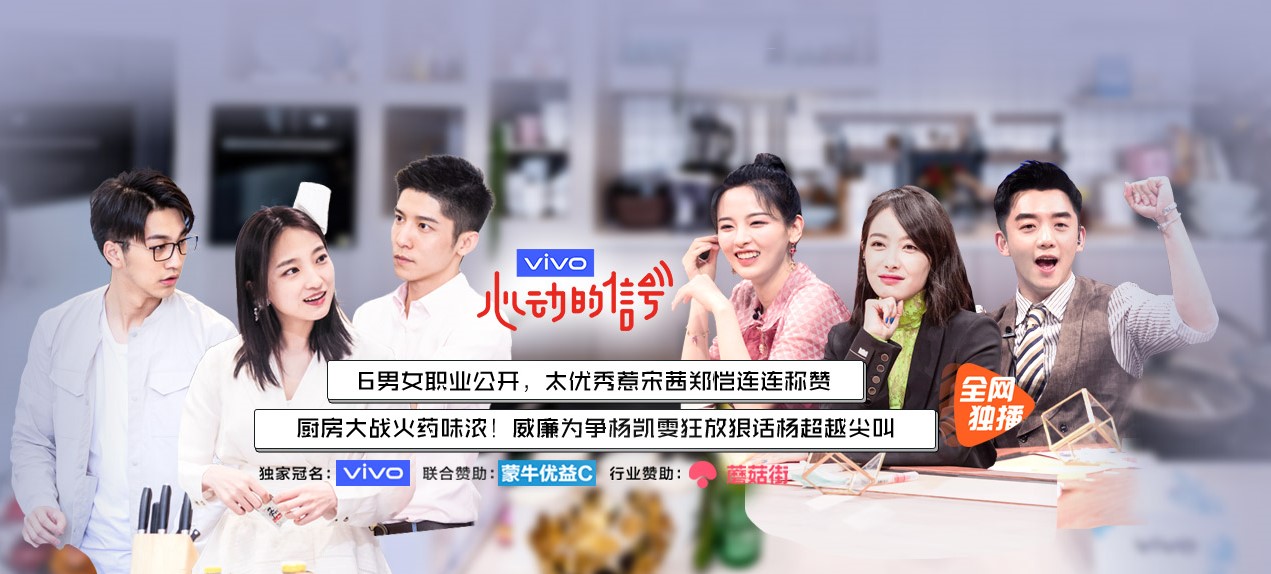 vivo
心动的信号
6男女职业公开，太优秀惹宋茜郑恺连连称赞
厨房大战火药味浓！威廉为争杨凯雯狂放狠话杨超越尖叫
全网
独播
独家冠名：vivo 联合赞助：蒙牛优益C 行业赞助：蘑菇街
vivo